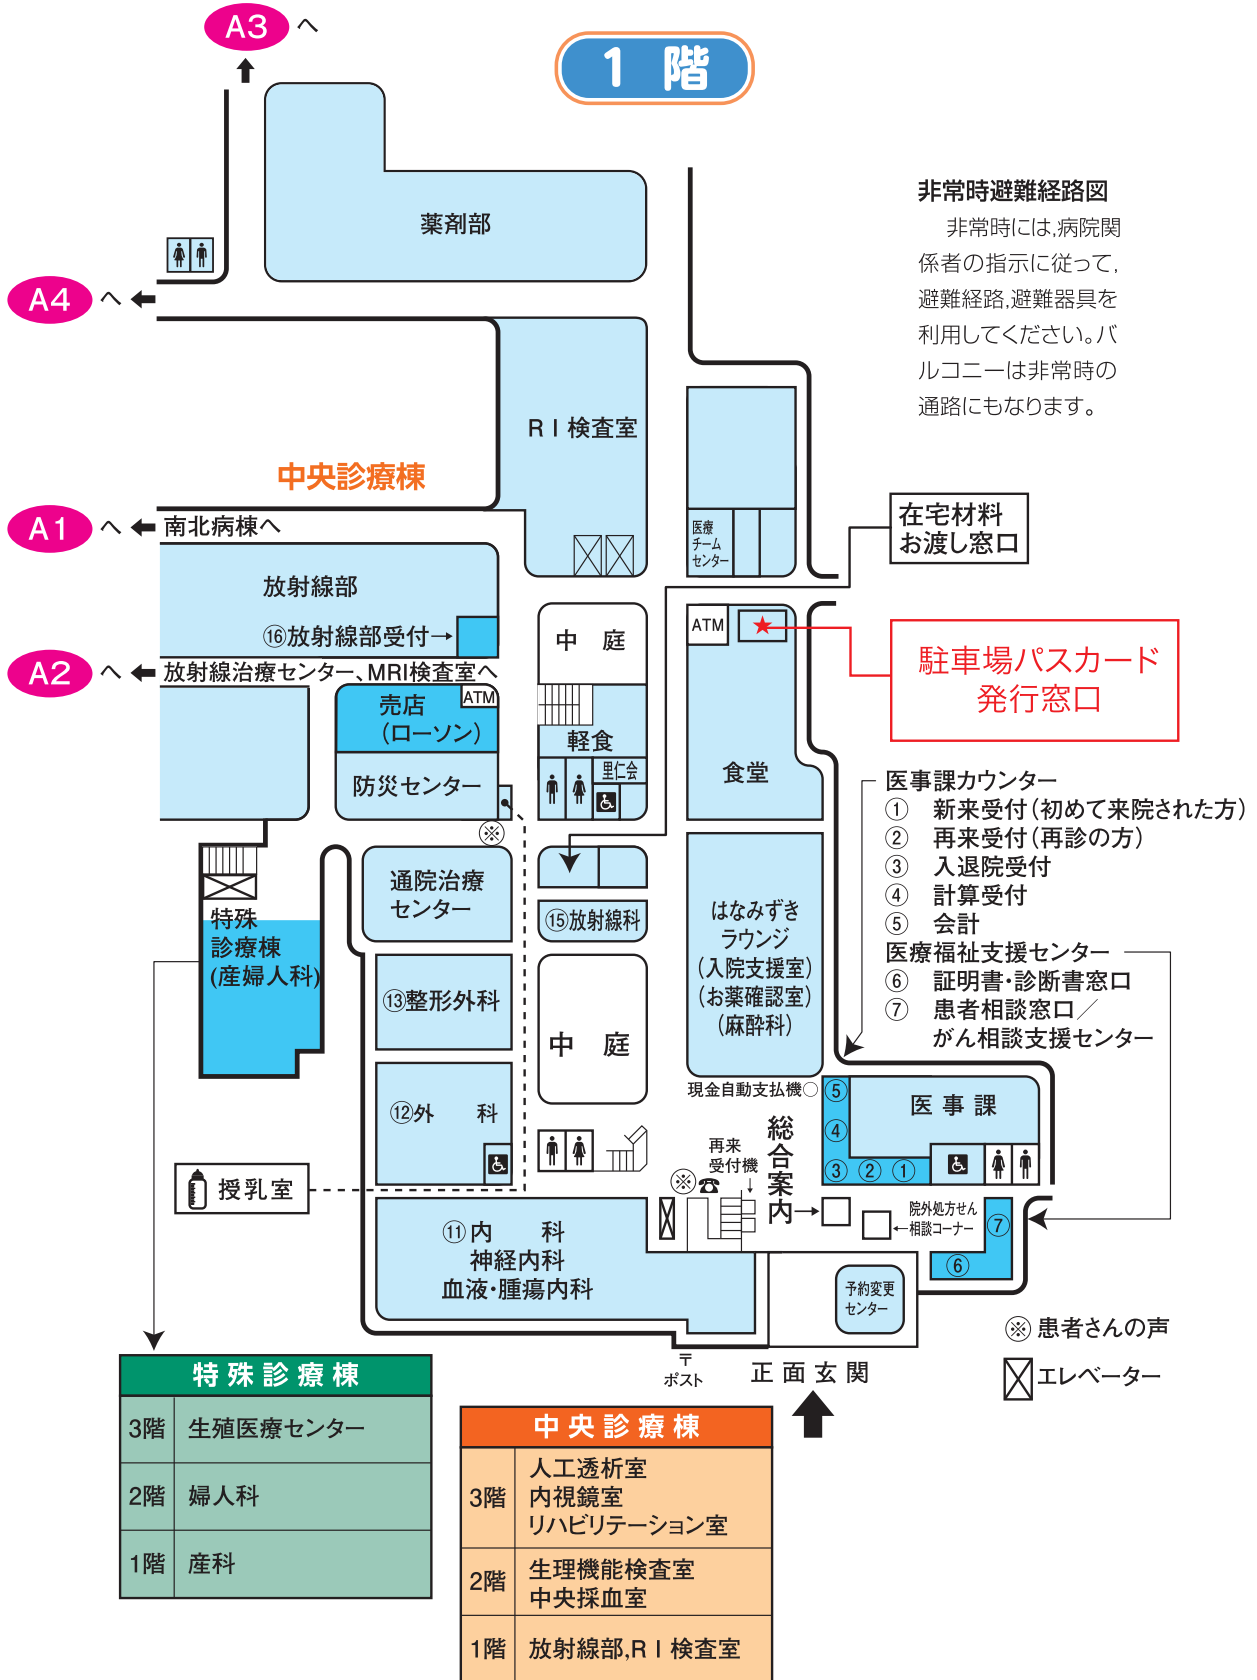 A3 へ
1 階
薬剤部
非常時避難経路図
非常時には,病院関
係者の指示に従って,
避難経路,避難器具を
利用してください。バ
ルコニーは非常時の
通路にもなります。
A4 へ
RI検査室
中央診療棟
A1 へ
南北病棟へ
医療
チーム
センター
在宅材料
お渡し窓口
放射線部
⑯放射線部受付→
中 庭
ATM
★
駐車場パスカード
発行窓口
A2 へ
放射線治療センター、MRI検査室へ
売店
(ローソン)
ATM
軽食
里仁会
防災センター
※
食堂
医事課カウンター
① 新来受付(初めて来院された方)
② 再来受付(再診の方)
③ 入退院受付
④ 計算受付
⑤ 会計
医療福祉支援センター
⑥ 証明書・診断書窓口
⑦ 患者相談窓口/
がん相談支援センター
通院治療
センター
⑮放射線科
はなみずき
ラウンジ
(入院支援室)
(お薬確認室)
(麻酔科)
特殊
診療棟
(産婦人科)
⑬整形外科
中 庭
⑫外 科
現金自動支払機○
⑤
④
③ ② ①
医事課
授乳室
再来
受付機
※
総合案内
院外処方せん
相談コーナー
⑦
⑥
⑪内 科
神経内科
血液・腫瘍内科
予約変更
センター
※ 患者さんの声
エレベーター
〒
ポスト
正面玄関
特殊診療棟
3階 生殖医療センター
2階 婦人科
1階 産科
中央診療棟
3階 人工透析室
内視鏡室
リハビリテーション室
2階 生理機能検査室
中央採血室
1階 放射線部,RI検査室